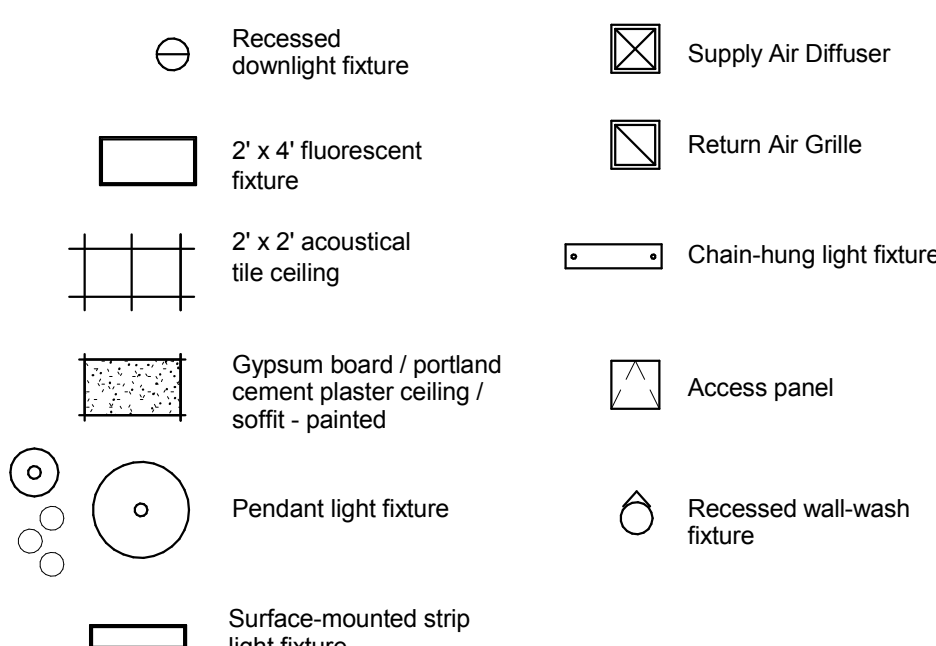 Recessed
downlight fixture
2' x 4' fluorescent
fixture
2' x 2' acoustical
tile ceiling
Gypsum board / portland
cement plaster ceiling /
soffit - painted
Pendant light fixture
Surface-mounted strip
light fixture
Supply Air Diffuser
Return Air Grille
Chain-hung light fixture
Access panel
Recessed wall-wash
fixture